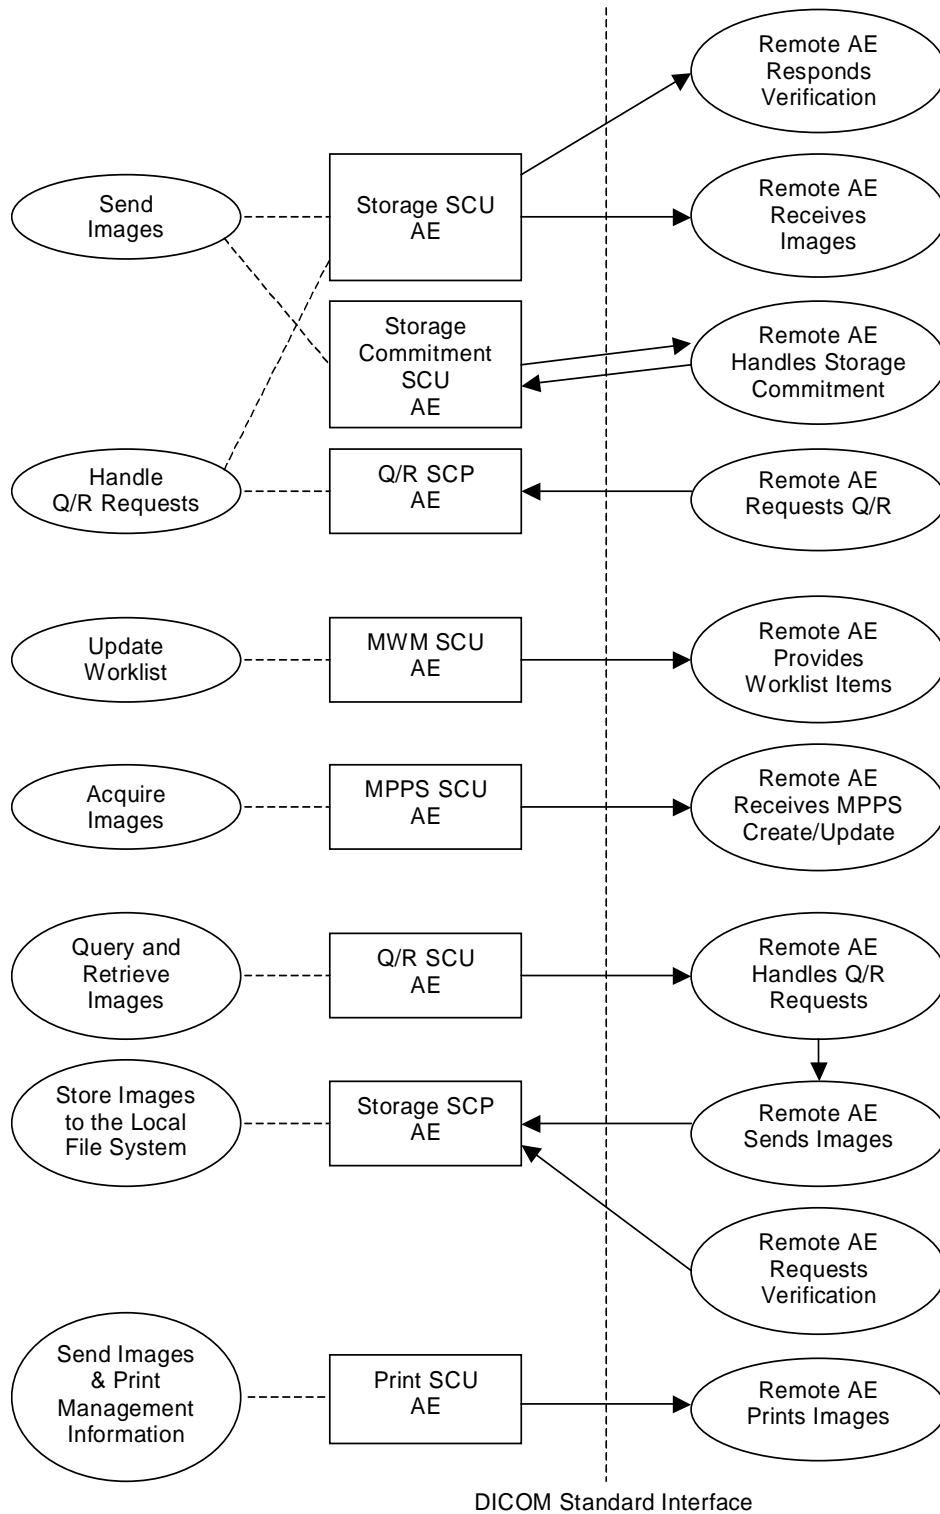 Remote AE
Responds
Verification
Send
Images
Storage SCU
AE
Remote AE
Receives
Images
Storage
Commitment
SCU
AE
Remote AE
Handles Storage
Commitment
Handle
Q/R Requests
Q/R SCP
AE
Remote AE
Requests Q/R
Update
Worklist
MWM SCU
AE
Remote AE
Provides
Worklist Items
Acquire
Images
MPPS SCU
AE
Remote AE
Receives MPPS
Create/Update
Query and
Retrieve
Images
Q/R SCU
AE
Remote AE
Handles Q/R
Requests
Store Images
to the Local
File System
Storage SCP
AE
Remote AE
Sends Images
Remote AE
Requests
Verification
Send Images
& Print
Management
Information
Print SCU
AE
Remote AE
Prints Images
DICOM Standard Interface